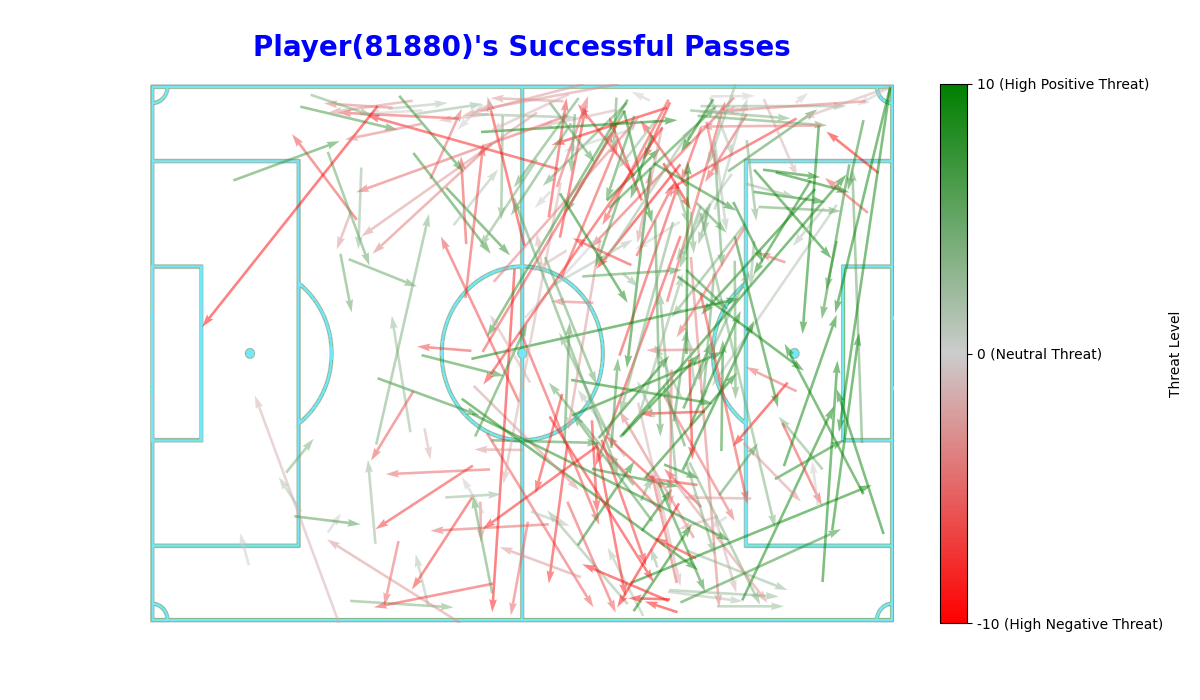 Player(81880)'s Successful Passes
10 (High Positive Threat)
0 (Neutral Threat)
-10 (High Negative Threat)
Threat Level